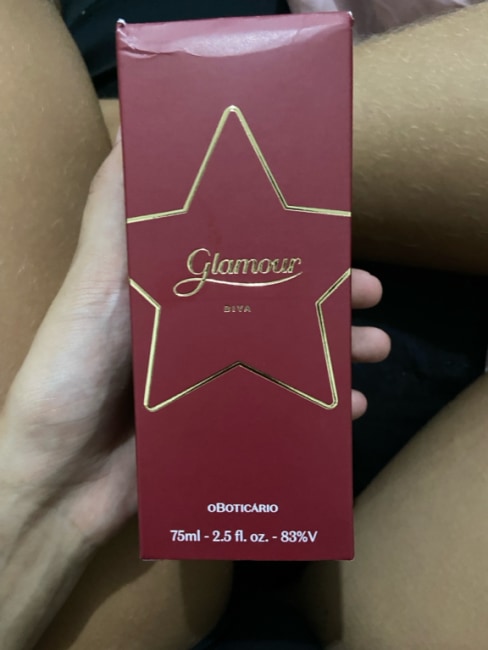 Glamour
DIVA
oBOTICÁRIO
75ml - 2.5 fl. oz. - 83%V